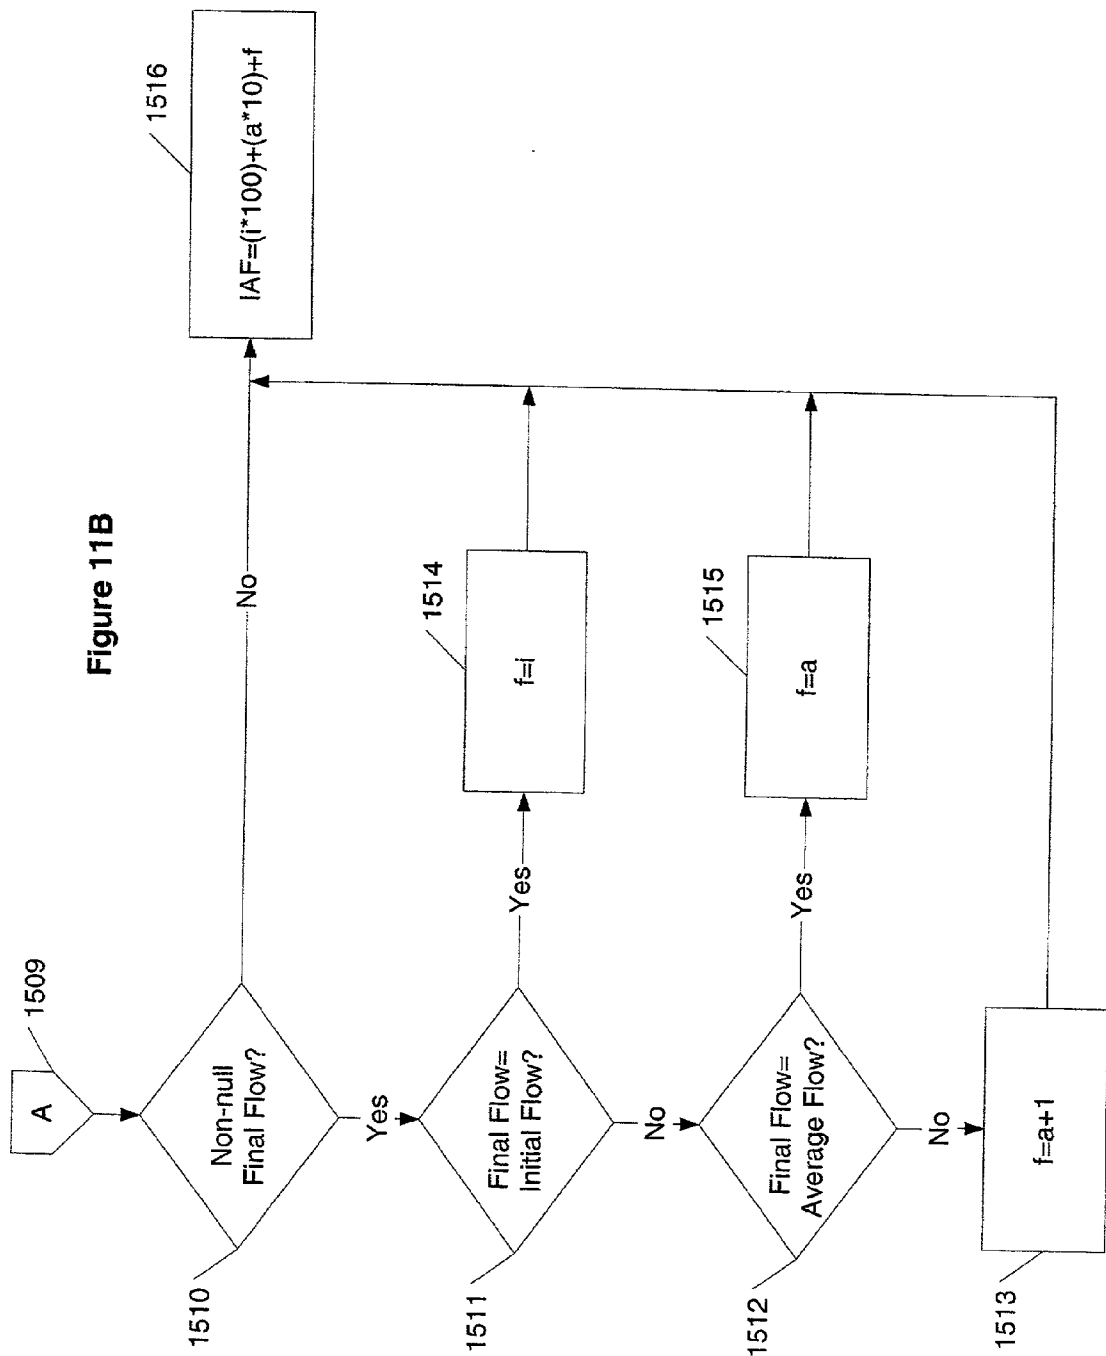 Figure 11B
A
1509
1510
Non-null
Final Flow?
No
1516
IAF=(i*100)+(a*10)+f
Yes
1511
Final Flow=
Initial Flow?
Yes
1514
f=i
No
1512
Final Flow=
Average Flow?
Yes
1515
f=a
No
1513
f=a+1